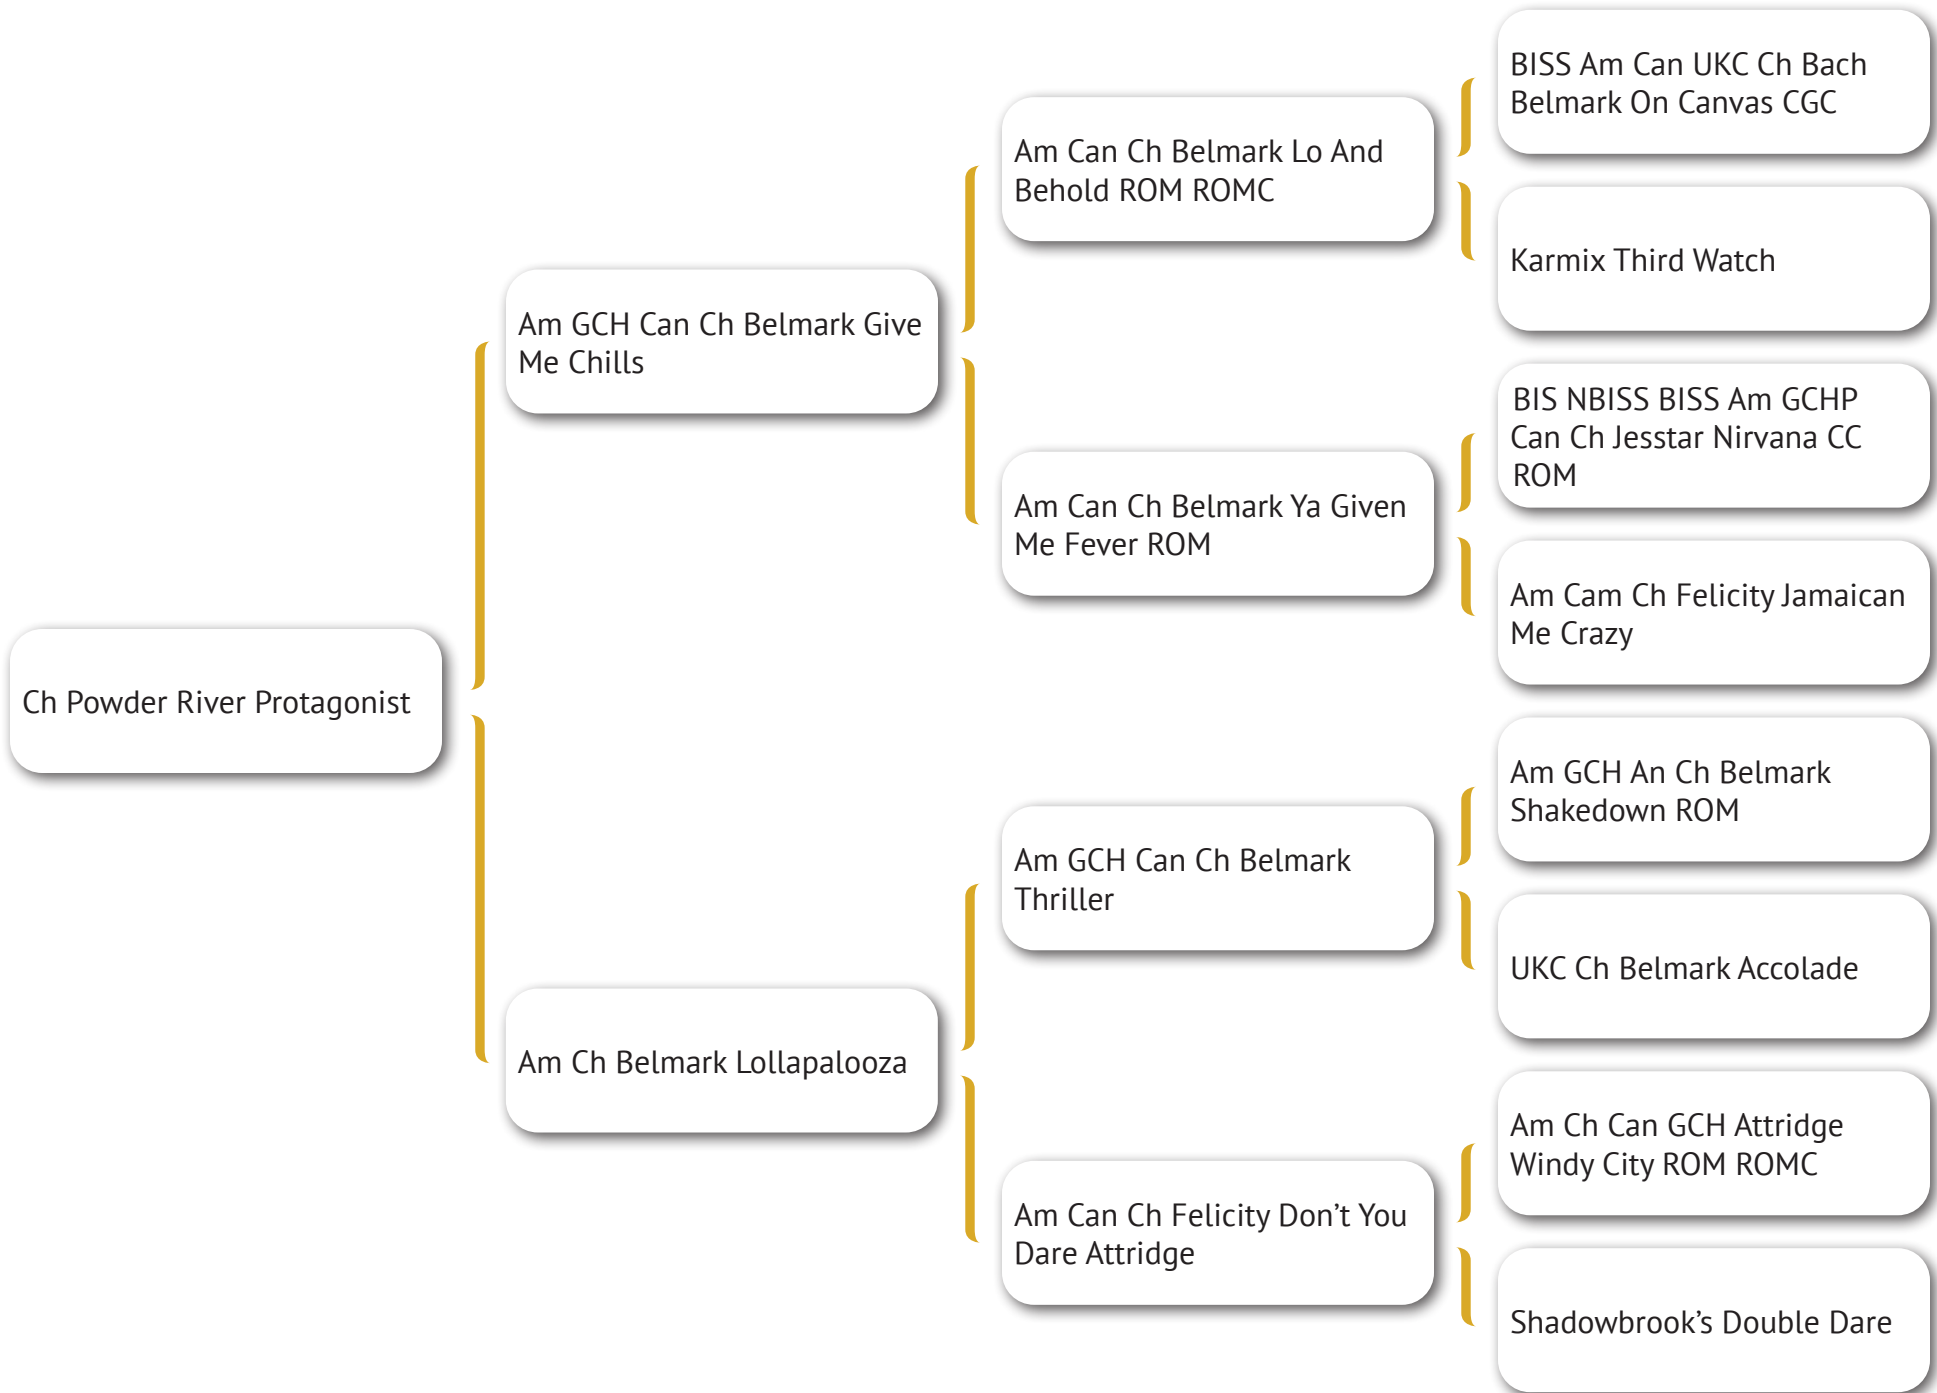 Ch Powder River Protagonist
Am GCH Can Ch Belmark Give
Me Chills
Am Ch Belmark Lollapalooza
Am Can Ch Belmark Lo And
Behold ROM ROMC
Am Can Ch Belmark Ya Given
Me Fever ROM
Am GCH Can Ch Belmark
Thriller
Am Can Ch Felicity Don’t You
Dare Attridge
BISS Am Can UKC Ch Bach
Belmark On Canvas CGC
Karmix Third Watch
BIS NBISS BISS Am GCHP
Can Ch Jesstar Nirvana CC
ROM
Am Cam Ch Felicity Jamaican
Me Crazy
Am GCH An Ch Belmark
Shakedown ROM
UKC Ch Belmark Accolade
Am Ch Can GCH Attridge
Windy City ROM ROMC
Shadowbrook’s Double Dare